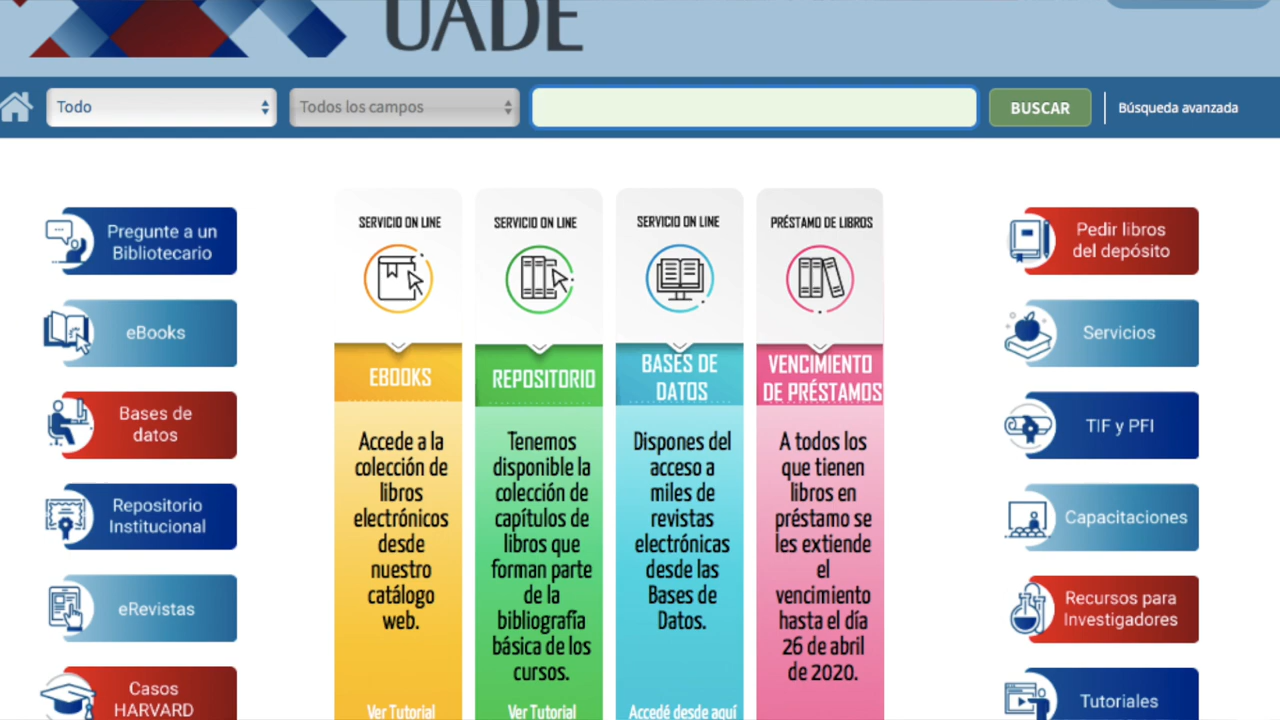 UADE
Todo
Todos los campos
BUSCAR
Búsqueda avanzada
Pregunte a un
Bibliotecario
eBooks
Bases de
datos
Repositorio
Institucional
eRevistas
Casos
HARVARD
SERVICIO ON LINE
EBOOKS
Accede a la
colección de
libros
electrónicos
desde
nuestro
catálogo
web.
Ver Tutorial
SERVICIO ON LINE
REPOSITORIO
Tenemos
disponible la
colección de
capítulos de
libros que
forman parte
de la
bibliografía
básica de los
cursos.
Ver Tutorial
SERVICIO ON LINE
BASES DE
DATOS
Dispones del
acceso a
miles de
revistas
electrónicas
desde las
Bases de
Datos.
Accedé desde aquí
PRÉSTAMO DE LIBROS
VENCIMIENTO
DE PRÉSTAMOS
A todos los
que tienen
libros en
préstamo se
les extiende
el
vencimiento
hasta el día
26 de abril
de 2020.
Pedir libros
del depósito
Servicios
TIF y PFI
Capacitaciones
Recursos para
Investigadores
Tutoriales